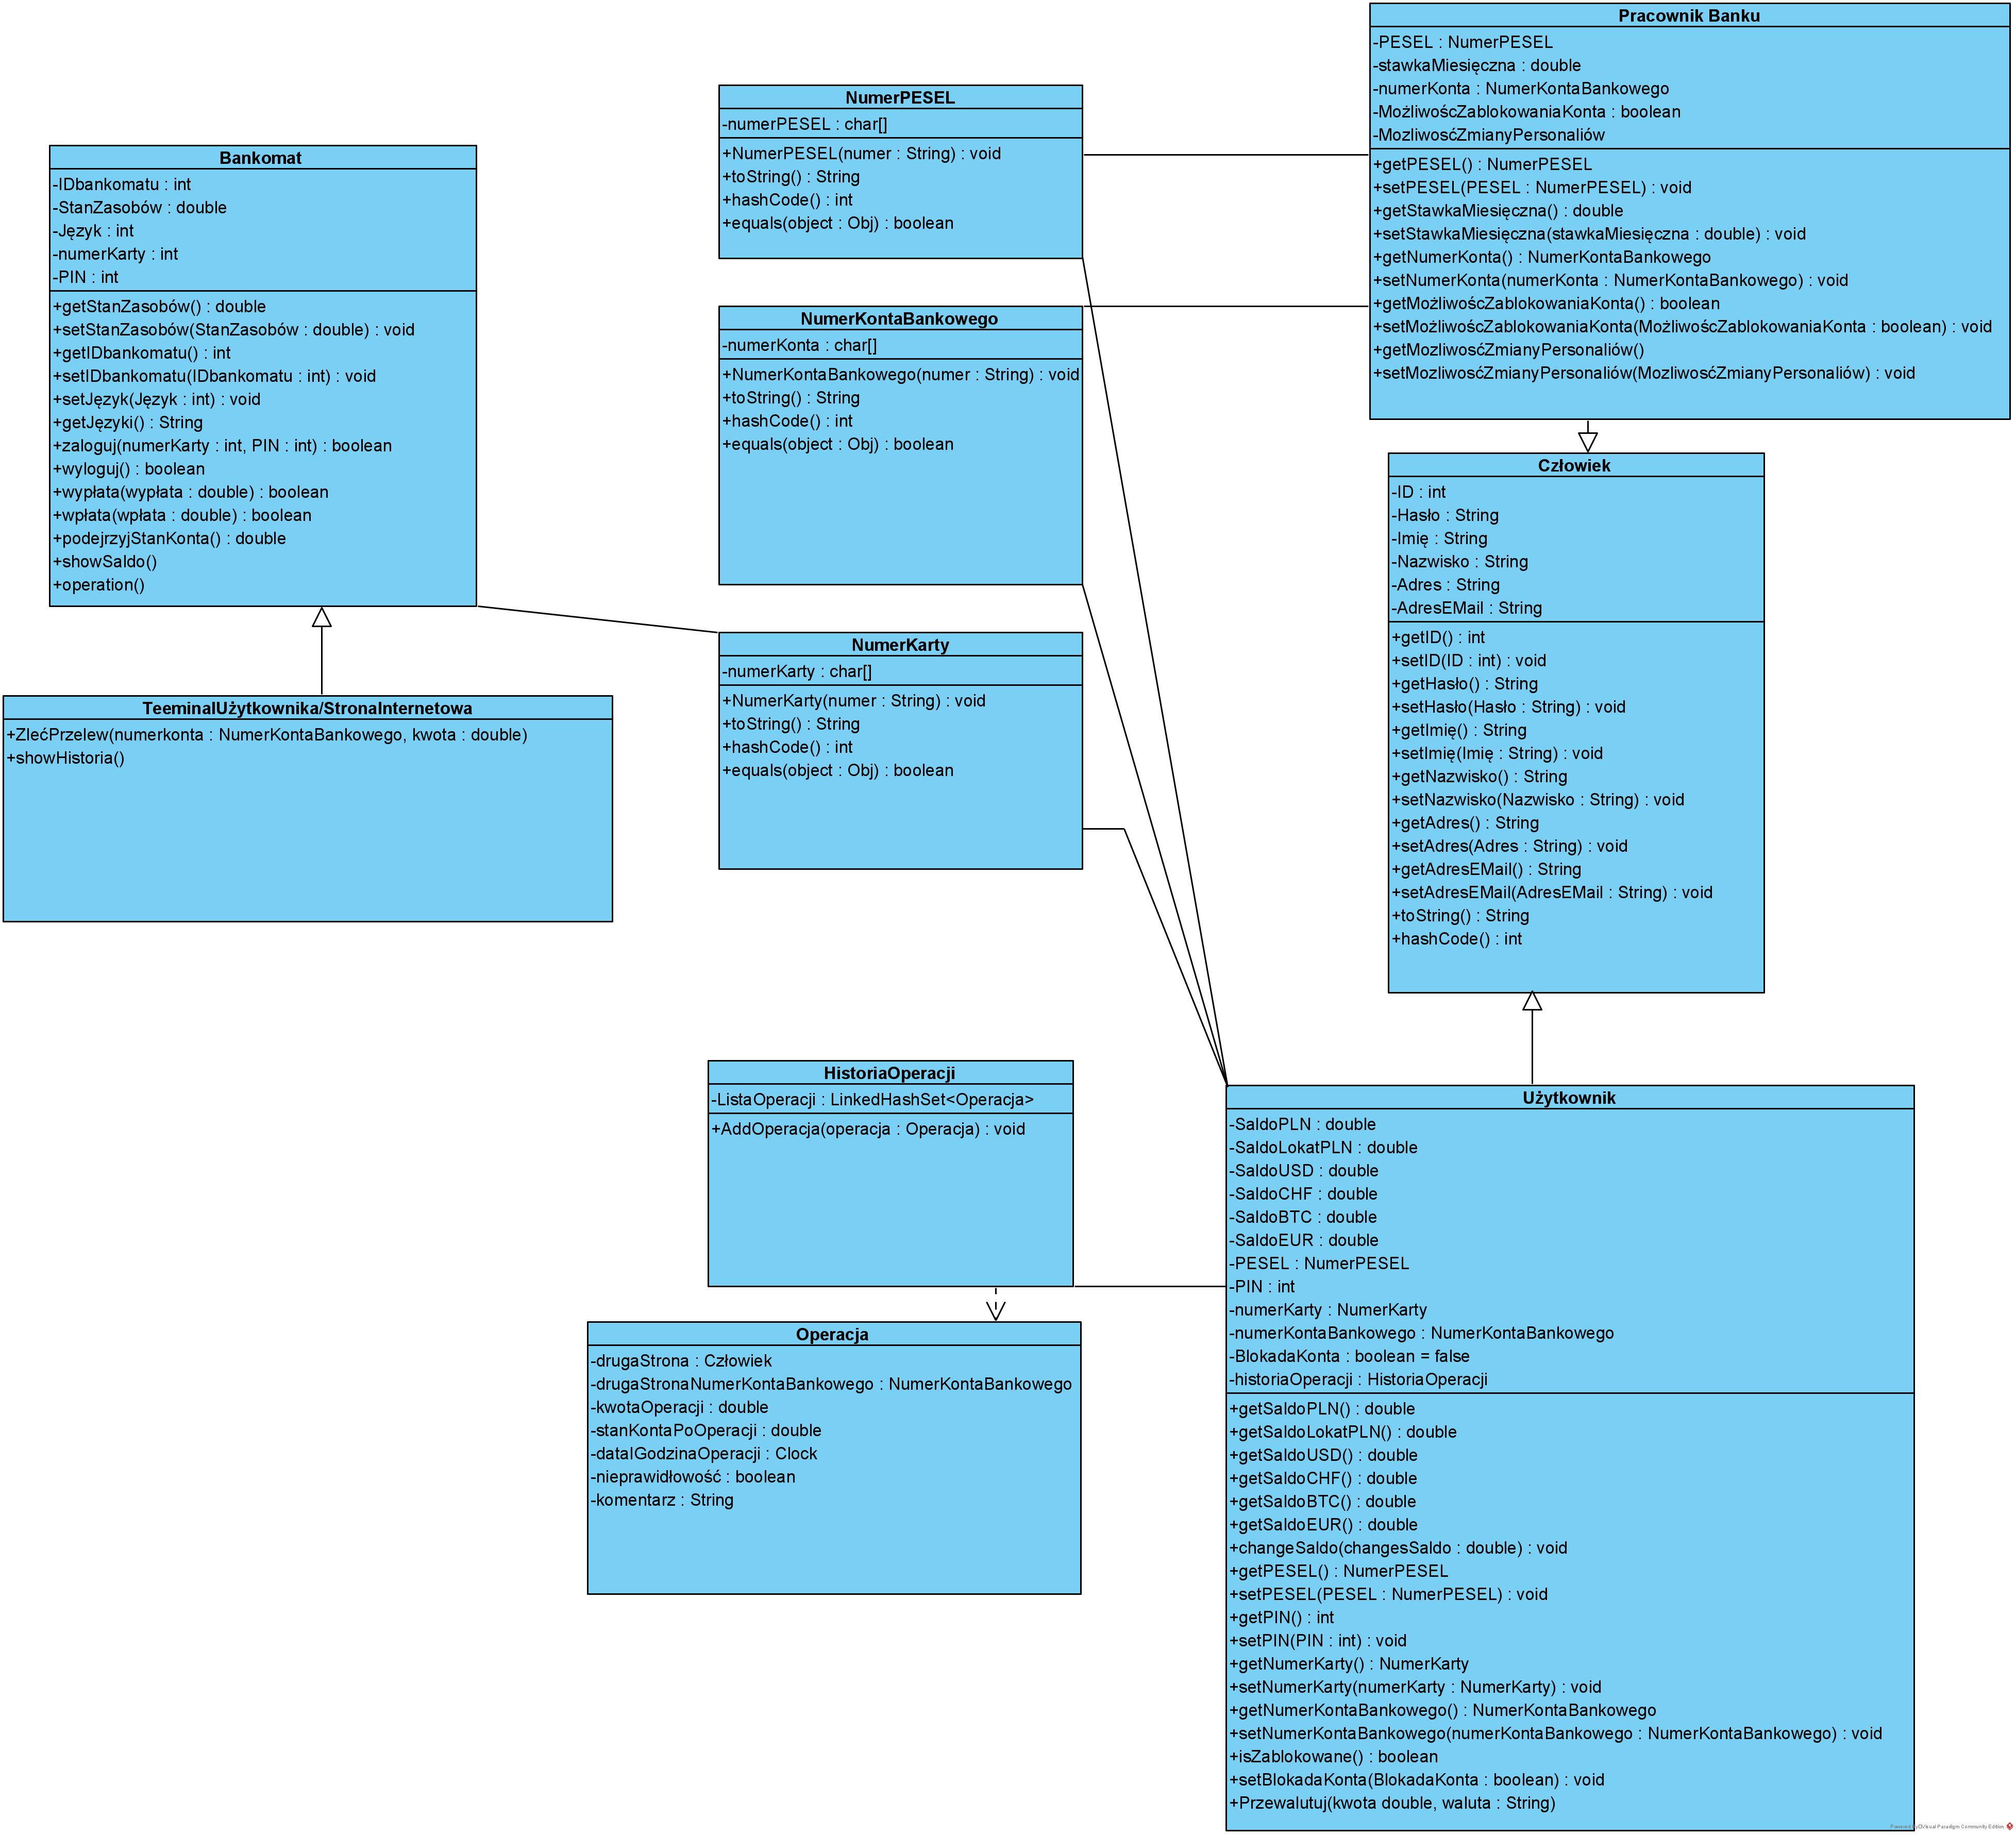 Pracownik Banku
-PESEL : NumerPESEL
-stawkaMiesięczna : double
-numerKonta : NumerKontaBankowego
-MożliwoścZablokowaniaKonta : boolean
-MozliwosćZmianyPersonaliów
+getPESEL() : NumerPESEL
+setPESEL(PESEL : NumerPESEL) : void
+getStawkaMiesięczna() : double
+setStawkaMiesięczna(stawkaMiesięczna : double) : void
+getNumerKonta() : NumerKontaBankowego
+setNumerKonta(numerKonta : NumerKontaBankowego) : void
+getMożliwoścZablokowaniaKonta() : boolean
+setMożliwoścZablokowaniaKonta(MożliwoścZablokowaniaKonta : boolean) : void
+getMozliwosćZmianyPersonaliów()
+setMozliwosćZmianyPersonaliów(MozliwosćZmianyPersonaliów) : void
NumerPESEL
-numerPESEL : char[]
+NumerPESEL(numer : String) : void
+toString() : String
+hashCode() : int
+equals(object : Obj) : boolean
Bankomat
-IDbankomatu : int
-StanZasobów : double
-Język : int
-numerKarty : int
-PIN : int
+getStanZasobów() : double
+setStanZasobów(StanZasobów : double) : void
+getIDbankomatu() : int
+setIDbankomatu(IDbankomatu : int) : void
+setJęzyk(Język : int) : void
+getJęzyki() : String
+zaloguj(numerKarty : int, PIN : int) : boolean
+wyloguj() : boolean
+wypłata(wypłata : double) : boolean
+wpłata(wpłata : double) : boolean
+podejrzyjStanKonta() : double
+showSaldo()
+operation()
NumerKontaBankowego
-numerKonta : char[]
+NumerKontaBankowego(numer : String) : void
+toString() : String
+hashCode() : int
+equals(object : Obj) : boolean
Człowiek
-ID : int
-Hasło : String
-Imię : String
-Nazwisko : String
-Adres : String
-AdresEMail : String
+getID() : int
+setID(ID : int) : void
+getHasło() : String
+setHasło(Hasło : String) : void
+getImię() : String
+setImię(Imię : String) : void
+getNazwisko() : String
+setNazwisko(Nazwisko : String) : void
+getAdres() : String
+setAdres(Adres : String) : void
+getAdresEMail() : String
+setAdresEMail(AdresEMail : String) : void
+toString() : String
+hashCode() : int
NumerKarty
-numerKarty : char[]
+NumerKarty(numer : String) : void
+toString() : String
+hashCode() : int
+equals(object : Obj) : boolean
TeeminalUżytkownika/StronaInternetowa
+ZlećPrzelew(numerkonta : NumerKontaBankowego, kwota : double)
+showHistoria()
HistoriaOperacji
-ListaOperacji : LinkedHashSet<Operacja>
+AddOperacja(operacja : Operacja) : void
Użytkownik
-SaldoPLN : double
-SaldoLokatPLN : double
-SaldoUSD : double
-SaldoCHF : double
-SaldoBTC : double
-SaldoEUR : double
-PESEL : NumerPESEL
-PIN : int
-numerKarty : NumerKarty
-numerKontaBankowego : NumerKontaBankowego
-BlokadaKonta : boolean = false
-historiaOperacji : HistoriaOperacji
+getSaldoPLN() : double
+getSaldoLokatPLN() : double
+getSaldoUSD() : double
+getSaldoCHF() : double
+getSaldoBTC() : double
+getSaldoEUR() : double
+changeSaldo(changesSaldo : double) : void
+getPESEL() : NumerPESEL
+setPESEL(PESEL : NumerPESEL) : void
+getPIN() : int
+setPIN(PIN : int) : void
+getNumerKarty() : NumerKarty
+setNumerKarty(numerKarty : NumerKarty) : void
+getNumerKontaBankowego() : NumerKontaBankowego
+setNumerKontaBankowego(numerKontaBankowego : NumerKontaBankowego) : void
+isZablokowane() : boolean
+setBlokadaKonta(BlokadaKonta : boolean) : void
+Przewalutuj(kwota double, waluta : String)
Operacja
-drugaStrona : Człowiek
-drugaStronaNumerKontaBankowego : NumerKontaBankowego
-kwotaOperacji : double
-stanKontaPoOperacji : double
-dataIGodzinaOperacji : Clock
-nieprawidłowość : boolean
-komentarz : String
Visual Paradigm Community Edition